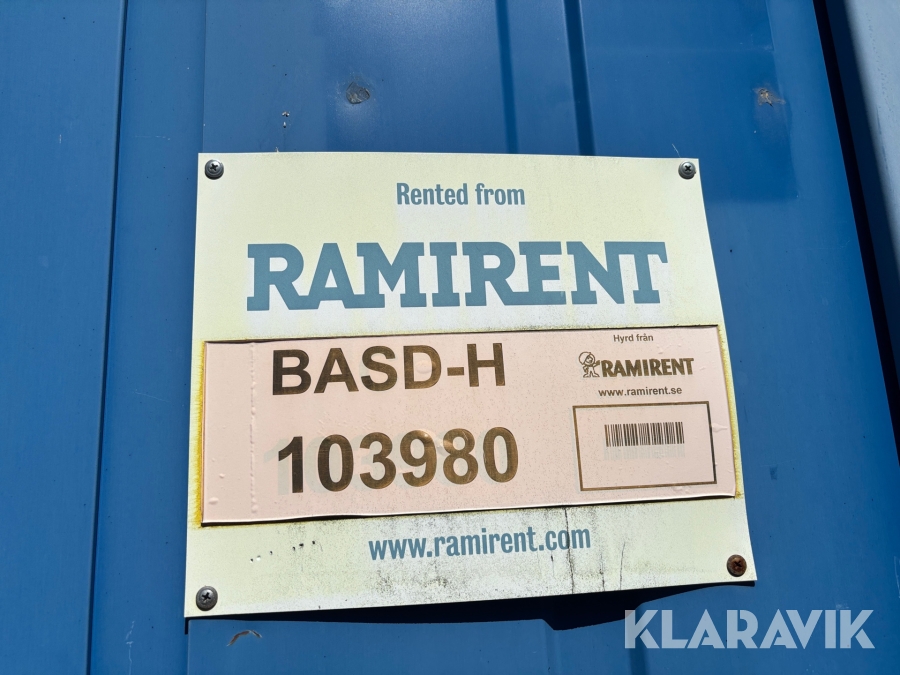 Rented from
RAMIRENT
BASD-H
103980
Hyrd från
RAMIRENT
www.ramirent.se
www.ramirent.com
KLARAVIK